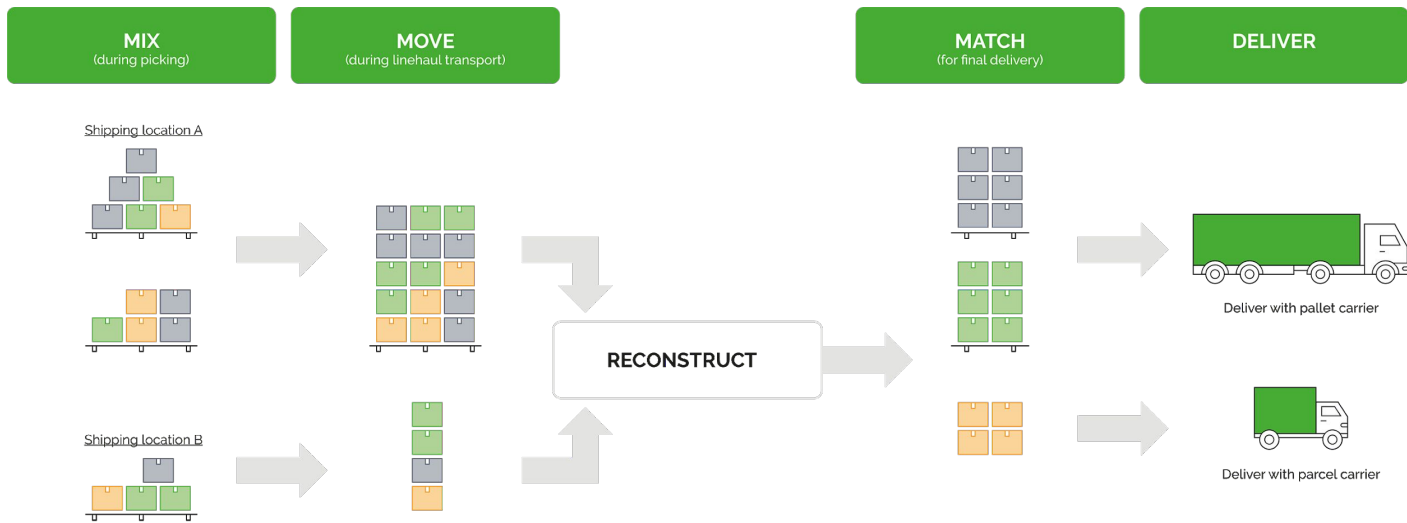 MIX
(during picking)
MOVE
(during linehaul transport)
MATCH
(for final delivery)
DELIVER
Shipping location A
Deliver with pallet carrier
RECONSTRUCT
Shipping location B
Deliver with parcel carrier